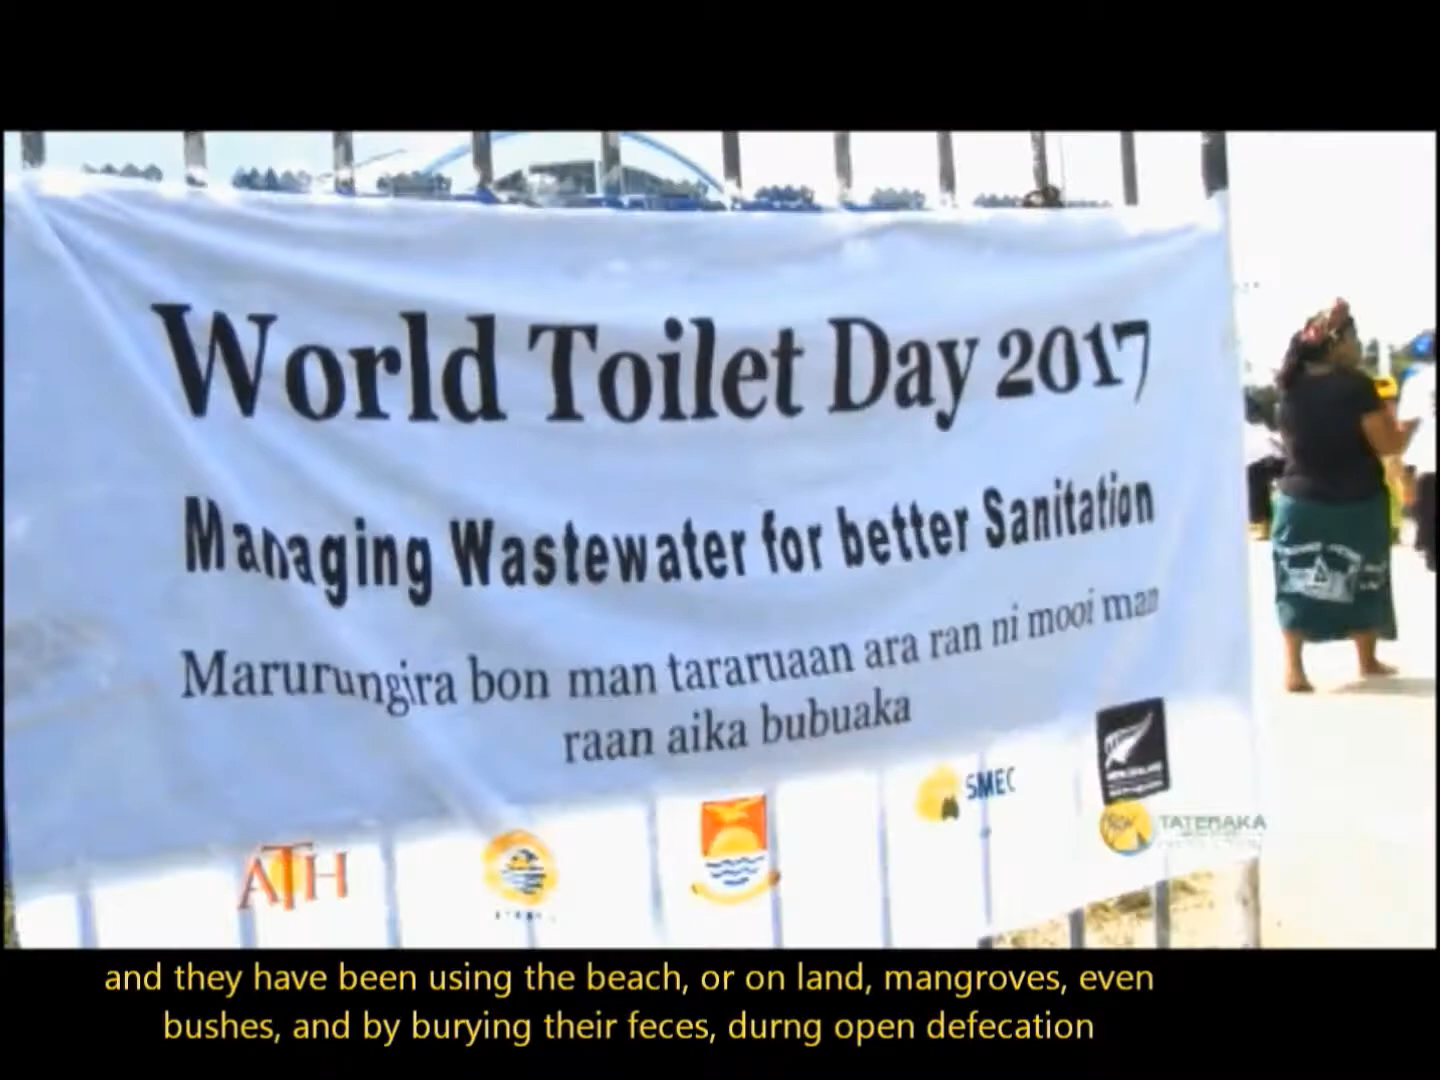 World Toilet Day 2017
Managing Wastewater for better Sanitation
Marurungira bon man tararuaan ara ran ni mooi man
raan aika bubuaka
SMEC
ATH
TATERAKA
and they have been using the beach, or on land, mangroves, even
bushes, and by burying their feces, durng open defecation